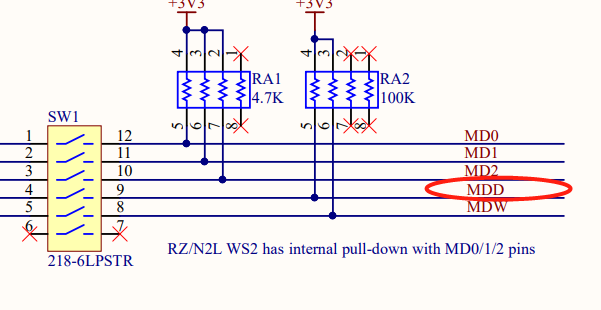 +3V3
+3V3
4
3
2
1
4
3
2
1
RA1
4.7K
RA2
100K
5
6
7
8
5
6
7
8
SW1
1
12
MD0
2
11
MD1
3
10
MD2
4
9
MDD
5
8
MDW
6
7
RZ/N2L WS2 has internal pull-down with MD0/1/2 pins
218-6LPSTR